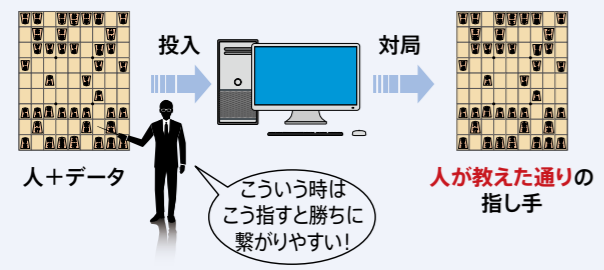 投入
対局
人＋データ
こういう時は
こう指すと勝ちに
繋がりやすい!
人が教えた通りの
指し手